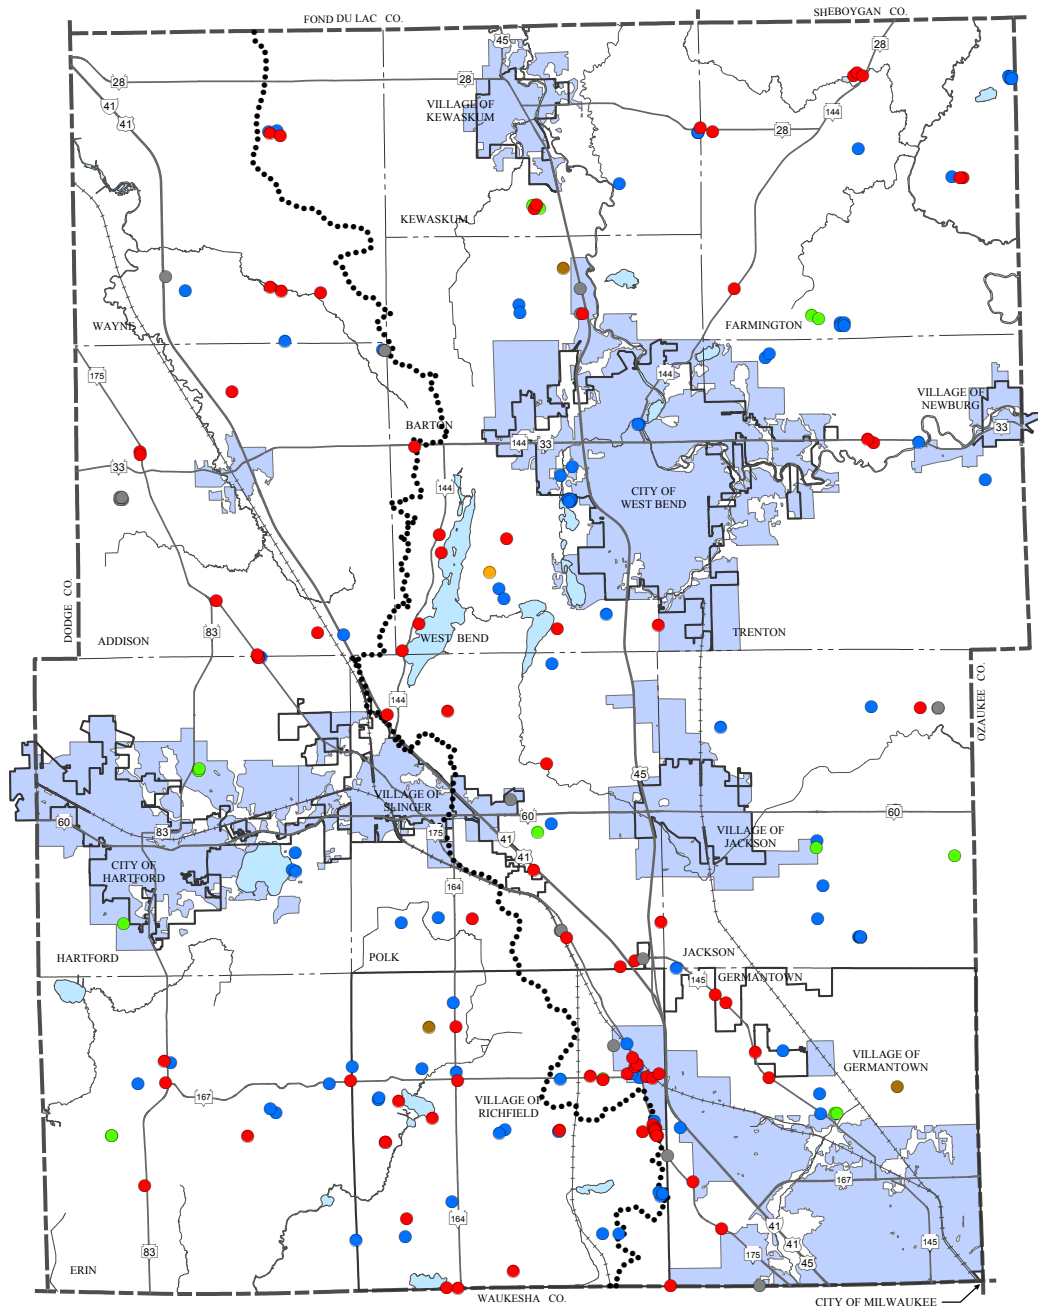 FOND DU LAC CO.
SHEBOYGAN CO.
45
28
28
28
41
41
VILLAGE OF
KEWASKUM
144
28
KEWASKUM
WAYNE
FARMINGTON
175
144
VILLAGE OF
NEWBURG
BARTON
33
144
33
33
144
CITY OF
WEST BEND
DODGE CO.
83
ADDISON
WEST BEND
TRENTON
OZAUKEE CO.
144
45
VILLAGE OF
SLINGER
60
60
60
83
175
41
41
VILLAGE OF
JACKSON
CITY OF
HARTFORD
164
HARTFORD
POLK
JACKSON
145
GERMANTOWN
VILLAGE OF
GERMANTOWN
167
VILLAGE OF
RICHFIELD
167
164
41
41
45
175
145
83
ERIN
WAUKESHA CO.
CITY OF MILWAUKEE